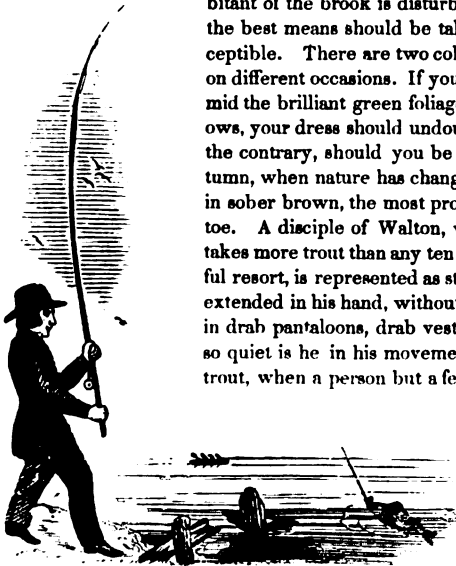 bitant of the brook is disturb
the best means should be tal
ceptible. There are two col
on different occasions. If you
mid the brilliant green foliage
ows, your dress should undou
the contrary, should you be
tumn, when nature has chang
in sober brown, the most pro
toe. A disciple of Walton,
takes more trout than any ten
ful resort, is represented as st
extended in his hand, without
in drab pantaloons, drab vest
so quiet is he in his moveme
trout, when a person but a fe